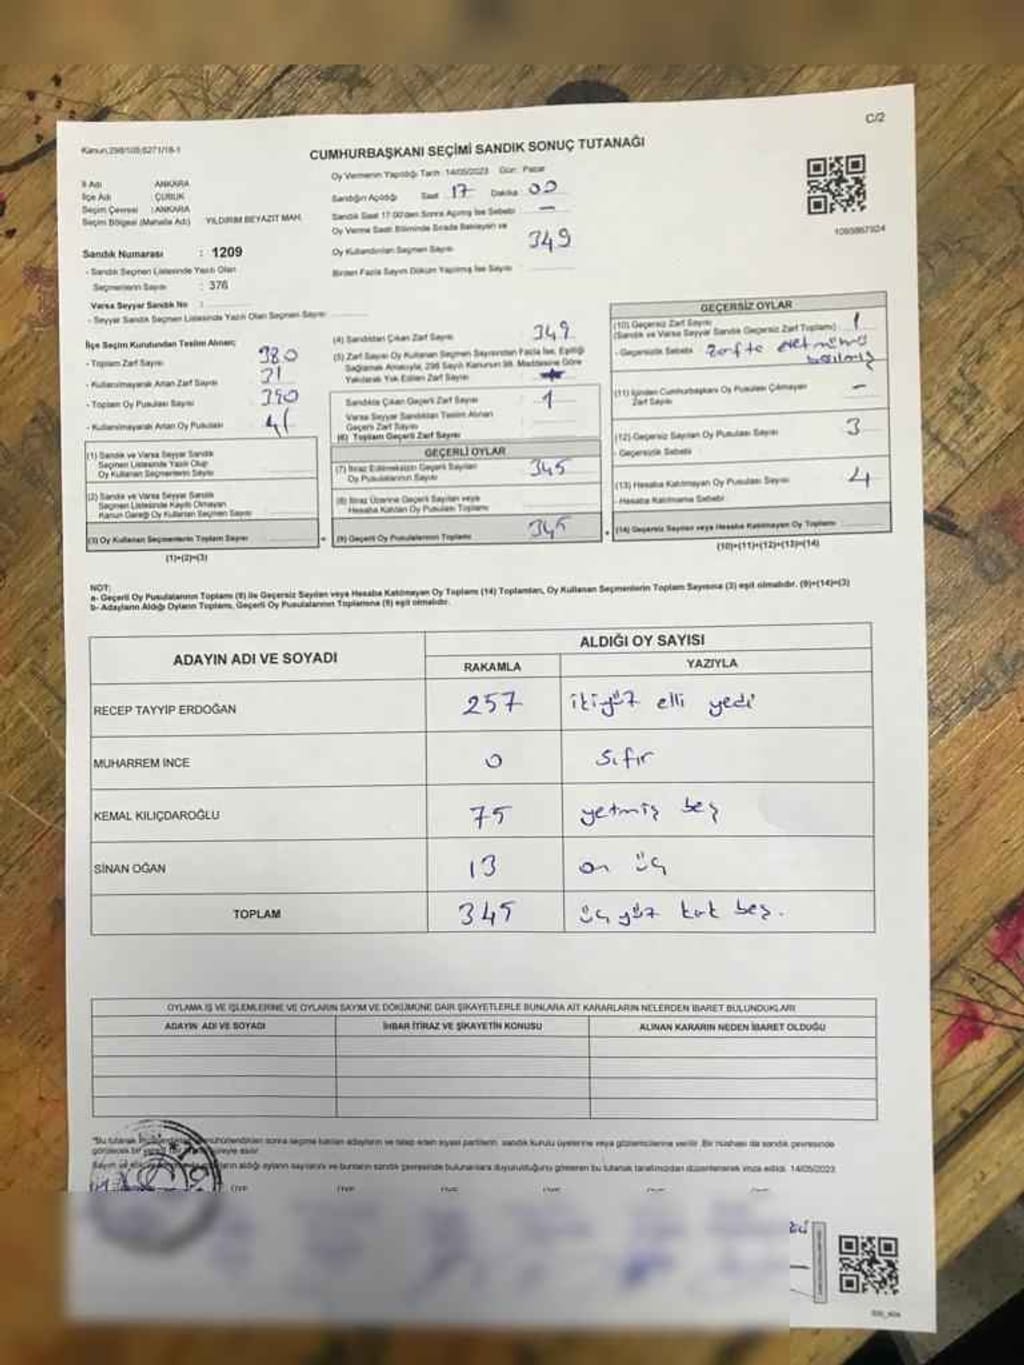 Kanun:298/105;6271/18-1
C/2
CUMHURBAŞKANI SEÇİMİ SANDIK SONUÇ TUTANAĞI
İl Adı ANKARA
İlçe Adı ÇUBUK
Seçim Çevresi : ANKARA
Seçim Bölgesi (Mahalle Adı) YILDIRIM BEYAZIT MAH.
Sandık Numarası : 1209
- Sandık Seçmen Listesinde Yazılı Olan
Seçmenlerin Sayısı : 376
Varsa Seyyar Sandık No :
- Seyyar Sandık Seçmen Listesinde Yazılı Olan Seçmen Sayısı
Oy Vermenin Yapıldığı Tarih : 14/05/2023 Gün: Pazar
Sandığın Açıldığı Saat 17 Dakika 00
Sandık Saat 17.00'den Sonra Açılmış İse Sebebi —
Oy Verme Saati Bitiminde Sırada Bekleyen ve
Oy Kullandırılan Seçmen Sayısı 349
Birden Fazla Sayım Döküm Yapılmış İse Sayısı
1093867924
İlçe Seçim Kurulundan Teslim Alınan;
- Toplam Zarf Sayısı 380
- Kullanılmayarak Artan Zarf Sayısı 31
- Toplam Oy Pusulası Sayısı 390
- Kullanılmayarak Artan Oy Pusulası 41
(1) Sandık ve Varsa Seyyar Sandık
Seçmen Listesinde Yazılı Olup
Oy Kullanan Seçmenlerin Sayısı
(2) Sandık ve Varsa Seyyar Sandık
Seçmen Listesinde Kayıtlı Olmayan
Kanun Gereği Oy Kullanan Seçmen Sayısı
(3) Oy Kullanan Seçmenlerin Toplam Sayısı
(1)+(2)=(3)
(4) Sandıktan Çıkan Zarf Sayısı 349
(5) Zarf Sayısı Oy Kullanan Seçmen Sayısından Fazla İse, Eşitliği
Sağlamak Amacıyla, 298 Sayılı Kanunun 98. Maddesine Göre
Yakılarak Yok Edilen Zarf Sayısı
Sandıkta Çıkan Geçerli Zarf Sayısı 1
Varsa Seyyar Sandıktan Teslim Alınan
Geçerli Zarf Sayısı
(6) Toplam Geçerli Zarf Sayısı
GEÇERLİ OYLAR
(7) İtiraz Edilmeksizin Geçerli Sayılan
Oy Pusulalarının Sayısı 345
(8) İtiraz Üzerine Geçerli Sayılan veya
Hesaba Katılan Oy Pusulası Toplamı
(9) Geçerli Oy Pusulalarının Toplamı 345
GEÇERSİZ OYLAR
(10) Geçersiz Zarf Sayısı
(Sandık ve Varsa Seyyar Sandık Geçersiz Zarf Toplamı) 1
- Geçersizlik Sebebi Zarfta
basılmış
(11) İçinden Cumhurbaşkanı Oy Pusulası Çıkmayan
Zarf Sayısı —
(12) Geçersiz Sayılan Oy Pusulası Sayısı 3
- Geçersizlik Sebebi
(13) Hesaba Katılmayan Oy Pusulası Sayısı 4
- Hesaba Katılmama Sebebi
(14) Geçersiz Sayılan veya Hesaba Katılmayan Oy Toplamı
(10)+(11)+(12)+(13)=(14)
NOT:
a- Geçerli Oy Pusulalarının Toplamı (9) ile Geçersiz Sayılan veya Hesaba Katılmayan Oy Toplamı (14) Toplamları, Oy Kullanan Seçmenlerin Toplam Sayısına (3) eşit olmalıdır. (9)+(14)=(3)
b- Adayların Aldığı Oyların Toplamı, Geçerli Oy Pusulalarının Toplamına (9) eşit olmalıdır.
ADAYIN ADI VE SOYADI
ALDIĞI OY SAYISI
RAKAMLA YAZIYLA
RECEP TAYYİP ERDOĞAN 257 ikiyüz elli yedi
MUHARREM İNCE 0 sıfır
KEMAL KILIÇDAROĞLU 75 yetmiş beş
SİNAN OĞAN 13 on üç
TOPLAM 345 üç yüz kırk beş.
OYLAMA İŞ VE İŞLEMLERİNE VE OYLARIN SAYIM VE DÖKÜMÜNE DAİR ŞİKAYETLERLE BUNLARA AİT KARARLARIN NELERDEN İBARET BULUNDUKLARI
ADAYIN ADI VE SOYADI İHBAR İTİRAZ VE ŞİKAYETİN KONUSU ALINAN KARARIN NEDEN İBARET OLDUĞU
"Bu tutanak mühürlendikten sonra seçime katılan adayların ve talep eden siyasi partilerin, sandık kurulu üyelerine veya gözlemcilerine verilir. Bir nüshası da sandık çevresinde
oyların aldığı oyların sayılarını ve bunların sandık çevresinde bulunanlara duyurulduğunu gösteren bu tutanak tarafımızdan düzenlenerek imza edildi. 14/05/2023